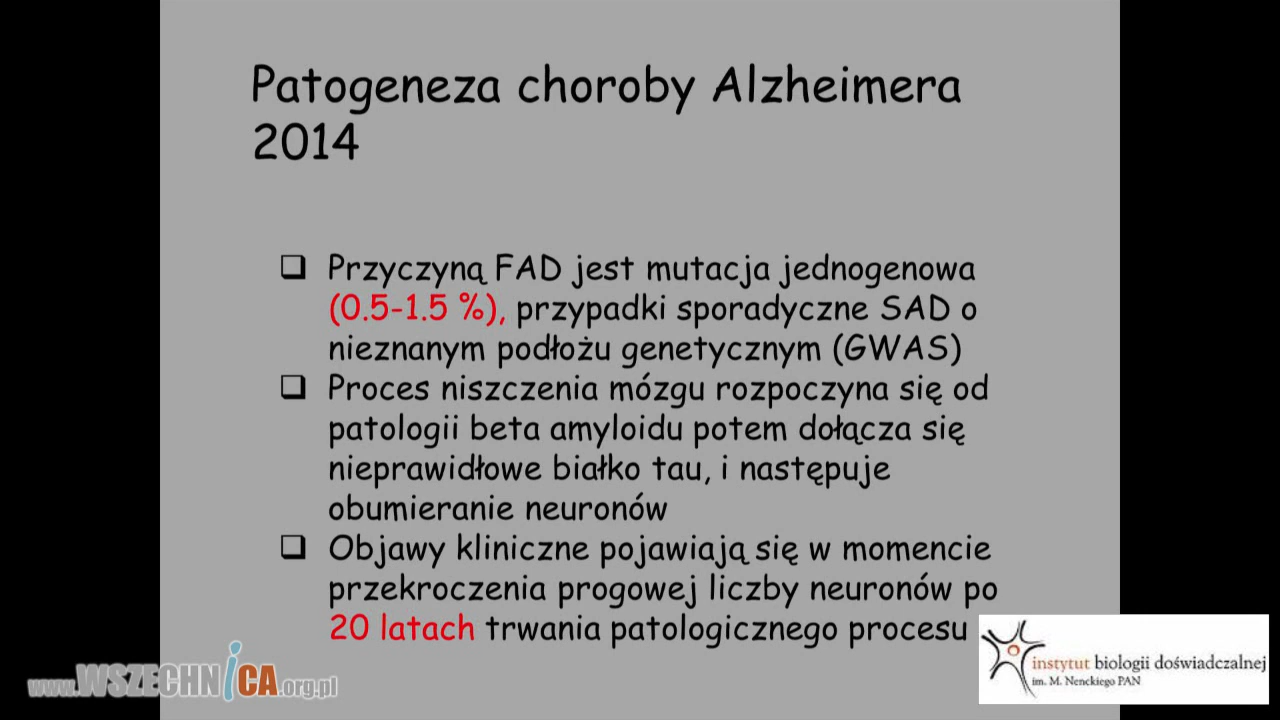 Patogeneza choroby Alzheimera
2014
Przyczyną FAD jest mutacja jednogenowa
(0.5-1.5 %), przypadki sporadyczne SAD o
nieznanym podłożu genetycznym (GWAS)
Proces niszczenia mózgu rozpoczyna się od
patologii beta amyloidu potem dołącza się
nieprawidłowe białko tau, i następuje
obumieranie neuronów
Objawy kliniczne pojawiają się w momencie
przekroczenia progowej liczby neuronów po
20 latach trwania patologicznego procesu
www.WSZECHNiCA.org.pl
instytut biologii doświadczalnej
im. M. Nenckiego PAN